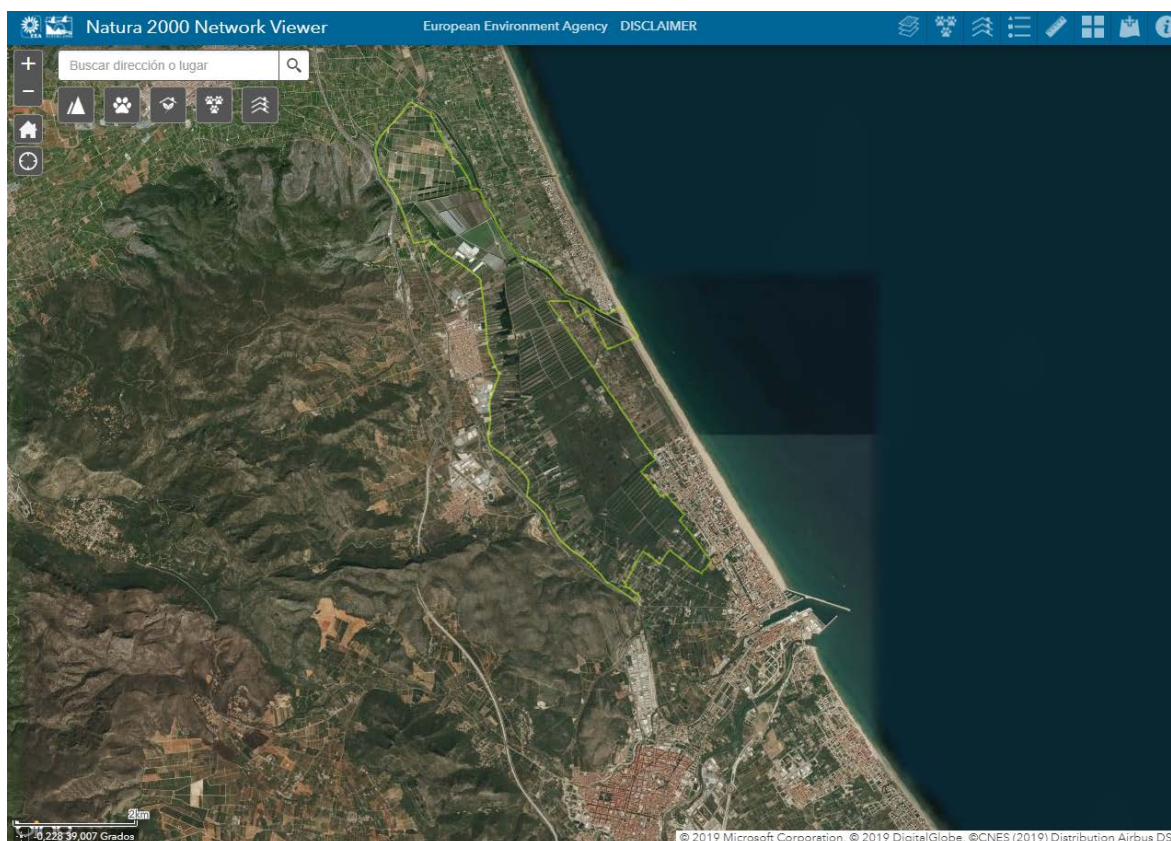 EEA
Natura 2000 Network Viewer
European Environment Agency DISCLAIMER
Buscar dirección o lugar
2km
-0,228 39,007 Grados
© 2019 Microsoft Corporation, © 2019 DigitalGlobe, ©CNES (2019) Distribution Airbus DS